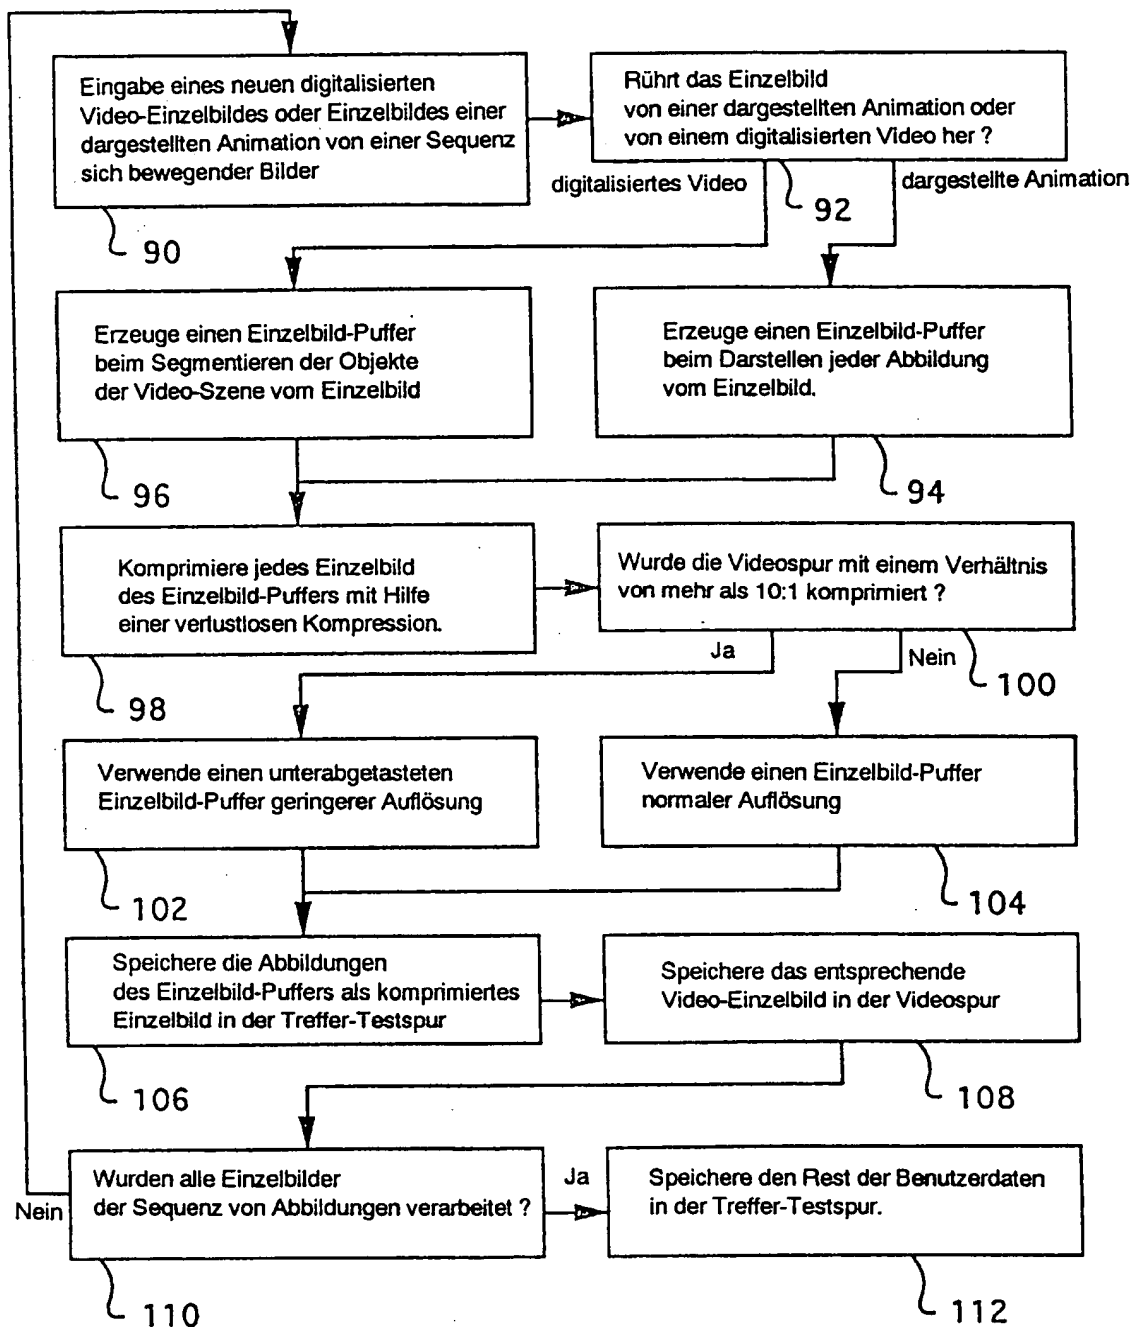 Eingabe eines neuen digitalisierten
Video-Einzelbildes oder Einzelbildes einer
dargestellten Animation von einer Sequenz
sich bewegender Bilder
90
Rührt das Einzelbild
von einer dargestellten Animation oder
von einem digitalisierten Video her ?
92
digitalisiertes Video
dargestellte Animation
Erzeuge einen Einzelbild-Puffer
beim Segmentieren der Objekte
der Video-Szene vom Einzelbild
96
Erzeuge einen Einzelbild-Puffer
beim Darstellen jeder Abbildung
vom Einzelbild.
94
Komprimiere jedes Einzelbild
des Einzelbild-Puffers mit Hilfe
einer verlustlosen Kompression.
98
Wurde die Videospur mit einem Verhältnis
von mehr als 10:1 komprimiert ?
100
Ja
Nein
Verwende einen unterabgetasteten
Einzelbild-Puffer geringerer Auflösung
102
Verwende einen Einzelbild-Puffer
normaler Auflösung
104
Speichere die Abbildungen
des Einzelbild-Puffers als komprimiertes
Einzelbild in der Treffer-Testspur
106
Speichere das entsprechende
Video-Einzelbild in der Videospur
108
Wurden alle Einzelbilder
der Sequenz von Abbildungen verarbeitet ?
110
Nein
Ja
Speichere den Rest der Benutzerdaten
in der Treffer-Testspur.
112